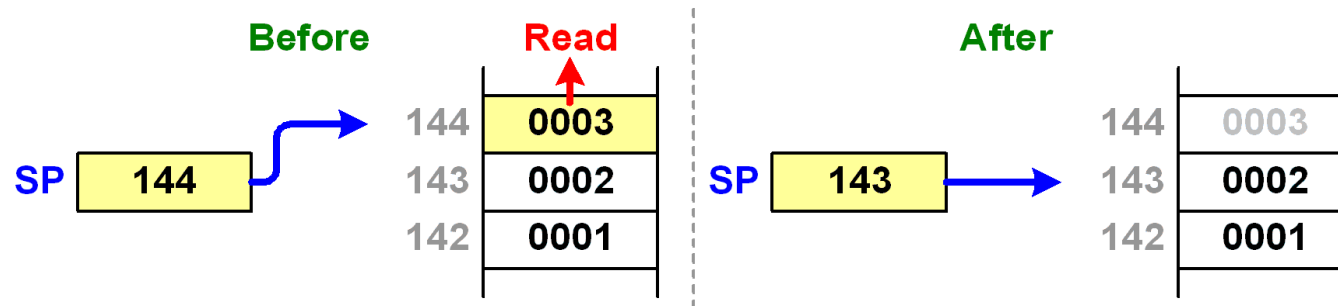 Before Read After
144 0003 144 0003
SP 144 143 0002 SP 143 143 0002
142 0001 142 0001